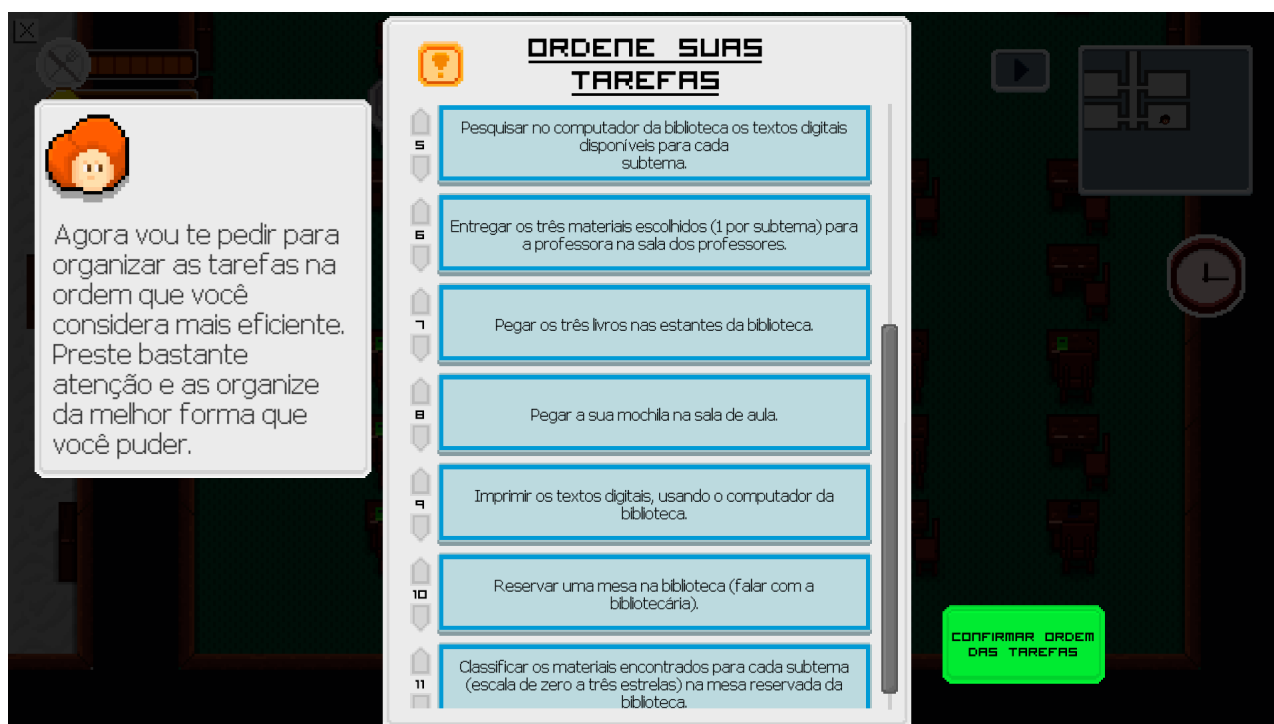 ORDENE SUAS
TAREFAS
Agora vou te pedir para
organizar as tarefas na
ordem que você
considera mais eficiente.
Preste bastante
atenção e as organize
da melhor forma que
você puder.
5
Pesquisar no computador da biblioteca os textos digitais
disponíveis para cada
subtema.
6
Entregar os três materiais escolhidos (1 por subtema) para
a professora na sala dos professores.
7
Pegar os três livros nas estantes da biblioteca.
8
Pegar a sua mochila na sala de aula.
9
Imprimir os textos digitais, usando o computador da
biblioteca.
10
Reservar uma mesa na biblioteca (falar com a
bibliotecária).
11
Classificar os materiais encontrados para cada subtema
(escala de zero a três estrelas) na mesa reservada da
biblioteca.
CONFIRMAR ORDEM
DAS TAREFAS